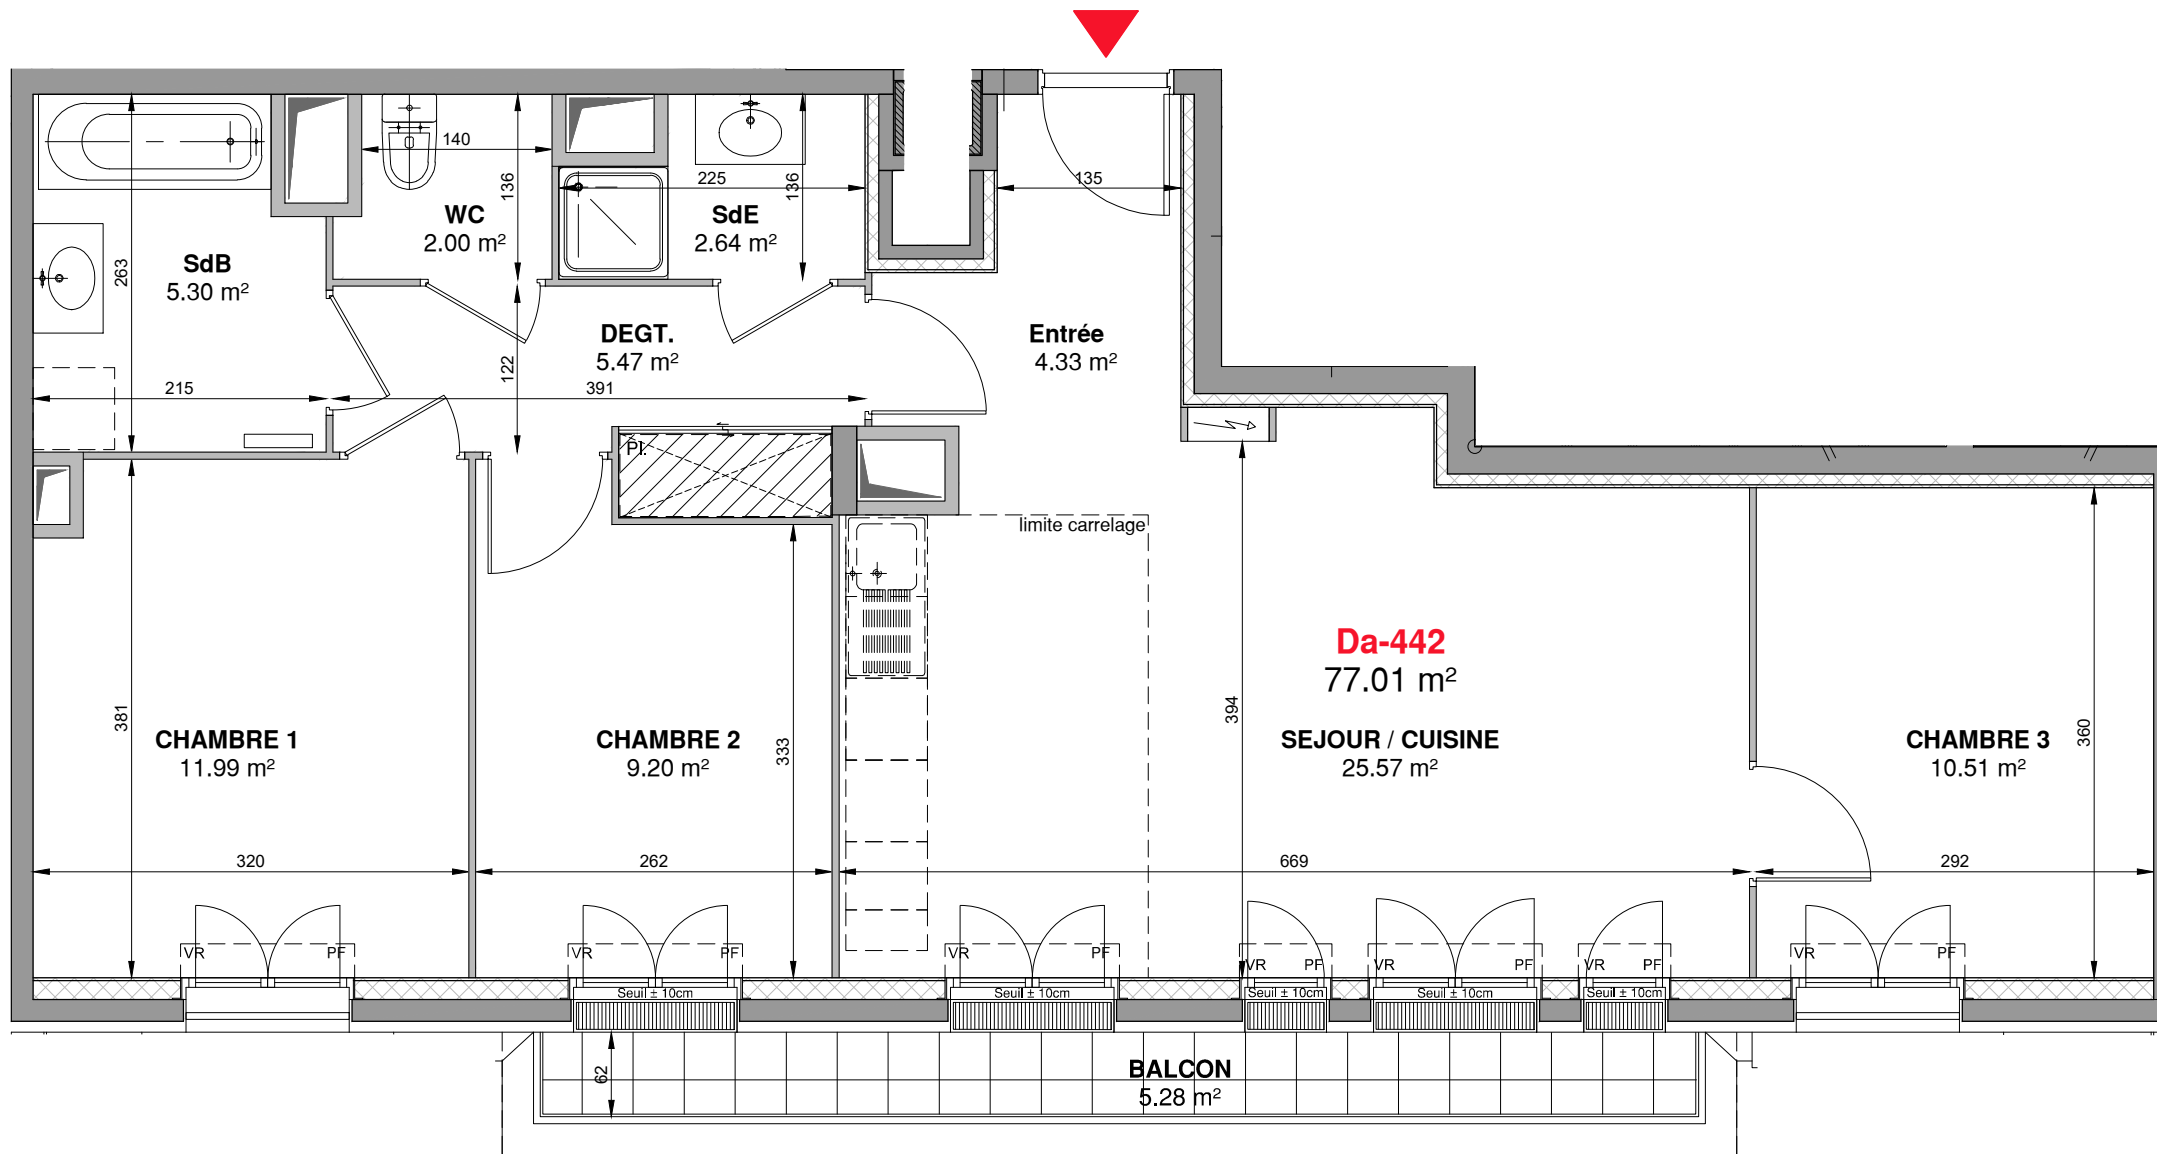 140
136
225
136
135
WC
2.00 m²
SdE
2.64 m²
SdB
5.30 m²
263
DEGT.
5.47 m²
122
Entrée
4.33 m²
215
391
Pl.
limite carrelage
Da-442
77.01 m²
381
CHAMBRE 1
11.99 m²
CHAMBRE 2
9.20 m²
333
394
SEJOUR / CUISINE
25.57 m²
CHAMBRE 3
10.51 m²
360
320
262
669
292
VR PF
VR PF
VR PF
VR PF
VR PF
VR PF
VR PF
Seuil ± 10cm
Seuil ± 10cm
Seuil ± 10cm
Seuil ± 10cm
Seuil ± 10cm
62
BALCON
5.28 m²